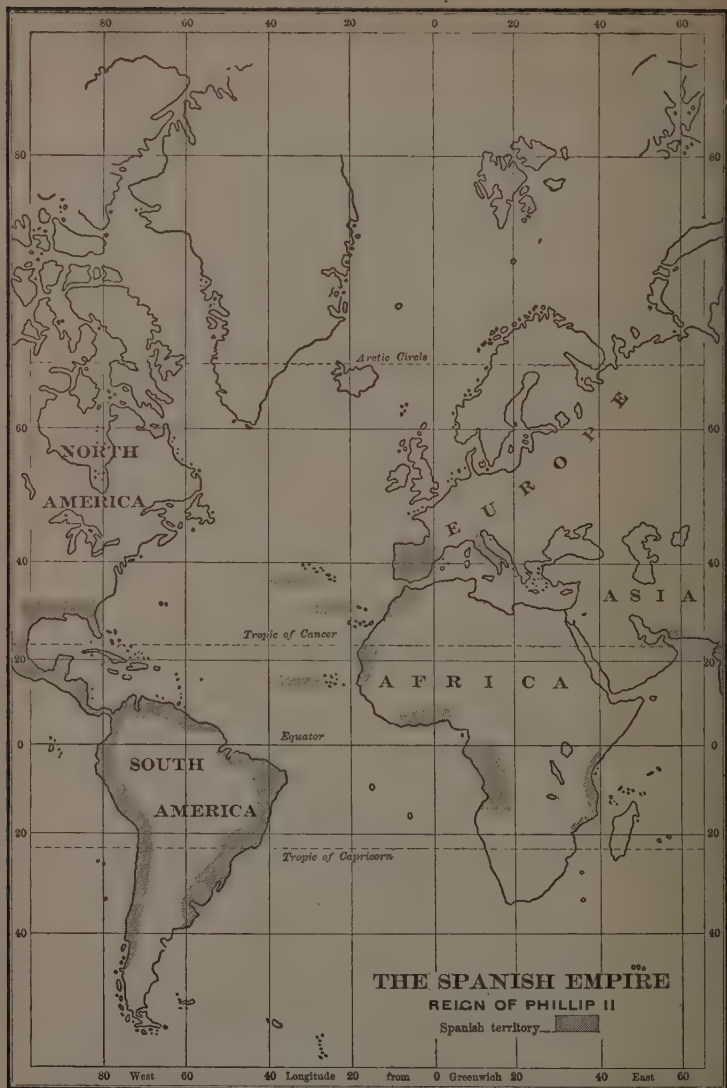 80 60 40 20 0 20 40 60
80 80
Arctic Circle
60 60
NORTH
AMERICA
EUROPE
40 40
ASIA
Tropic of Cancer
20 20
AFRICA
Equator
0 0
SOUTH
AMERICA
20 20
Tropic of Capricorn
40 40
THE SPANISH EMPIRE
REIGN OF PHILLIP II
Spanish territory
80 West 60 40 Longitude 20 from 0 Greenwich 20 40 East 60